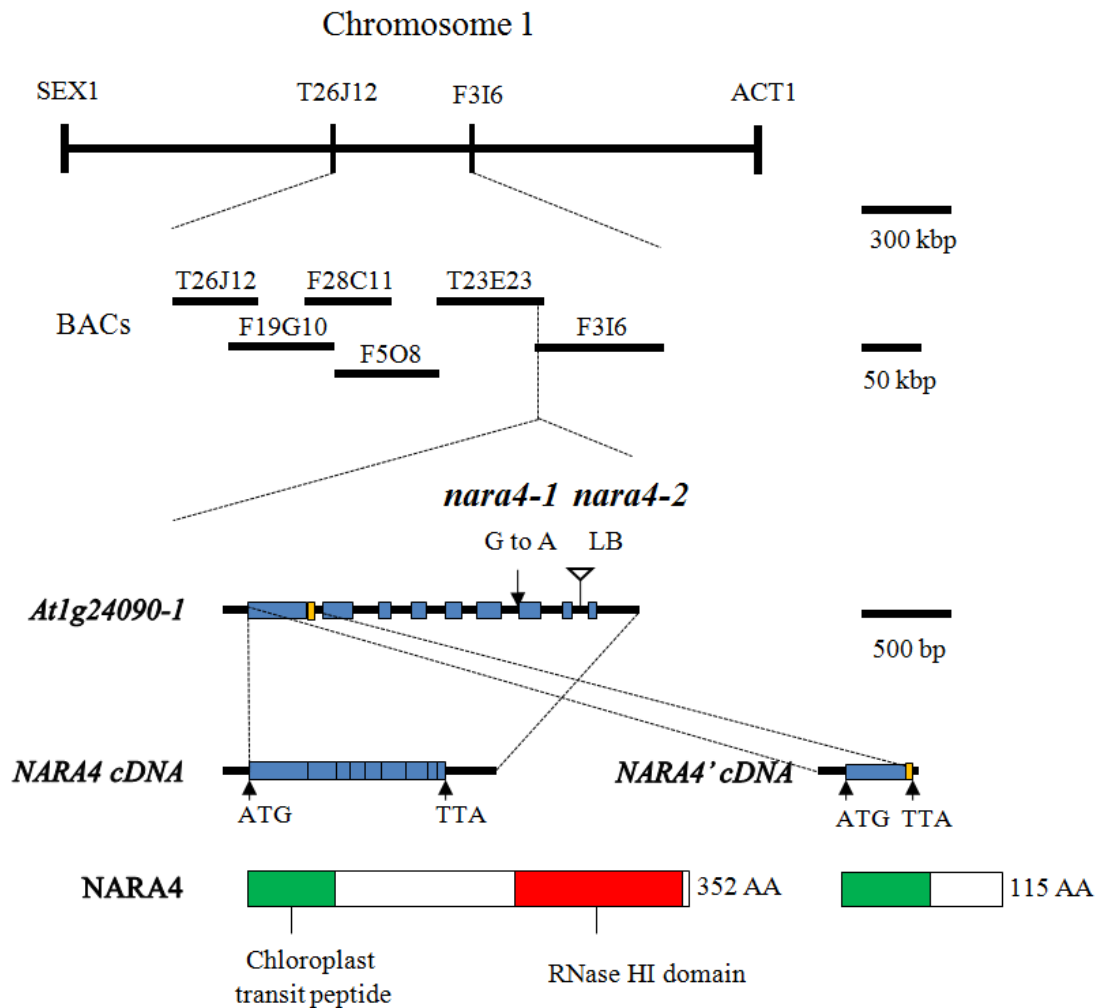 Chromosome 1
SEX1
T26J12
F3I6
ACT1
300 kbp
T26J12
F28C11
T23E23
BACs
F19G10
F3I6
F5O8
50 kbp
nara4-1
nara4-2
G to A
LB
At1g24090-1
500 bp
NARA4 cDNA
NARA4’ cDNA
ATG
TTA
ATG
TTA
NARA4
352 AA
115 AA
Chloroplast
transit peptide
RNase HI domain